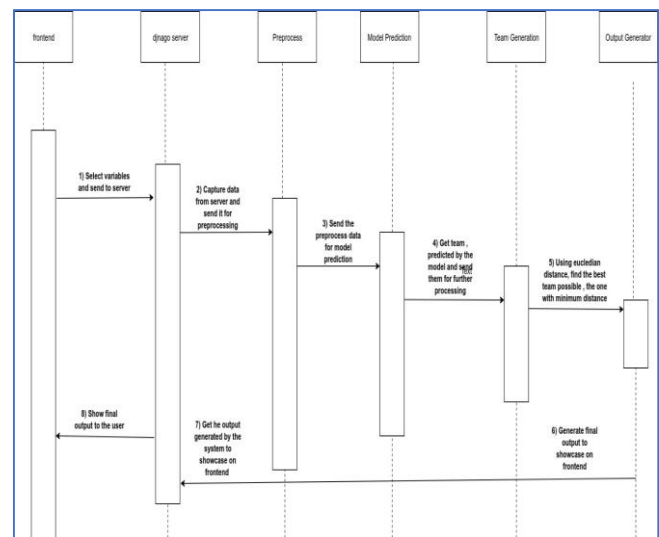 frontend
djnago server
Preprocess
Model Prediction
Team Generation
Output Generator
1) Select variables
and send to server
2) Capture data
from server and
send it for
preprocessing
3) Send the
preprocess data
for model
prediction
4) Get team ,
predicted by the
model and send
them for further
processing
Text
5) Using eucledian
distance, find the best
team possible , the one
with minimum distance
8) Show final
output to the user
7) Get he output
generated by the
system to
showcase on
frontend
6) Generate final
output to
showcase on
frontend